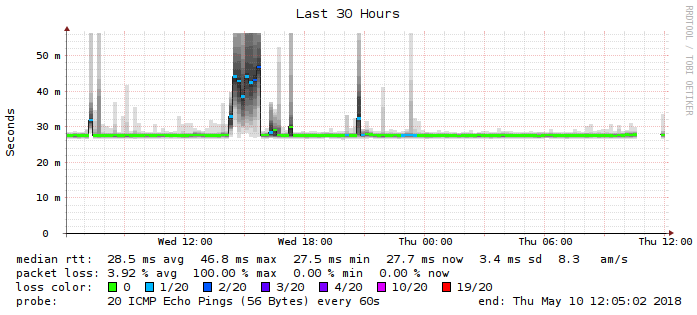 Last 30 Hours
RRDTOOL / TOBI OETIKER
Seconds
50 m
40 m
30 m
20 m
10 m
0
Wed 12:00 Wed 18:00 Thu 00:00 Thu 06:00 Thu 12:00
median rtt: 28.5 ms avg 46.8 ms max 27.5 ms min 27.7 ms now 3.4 ms sd 8.3 am/s
packet loss: 3.92 % avg 100.00 % max 0.00 % min 0.00 % now
loss color: 0 1/20 2/20 3/20 4/20 10/20 19/20
probe: 20 ICMP Echo Pings (56 Bytes) every 60s end: Thu May 10 12:05:02 2018